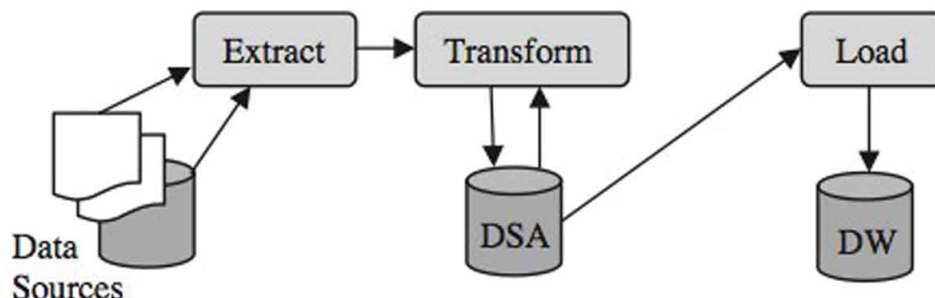 Extract
Transform
Load
DSA
DW
Data
Sources